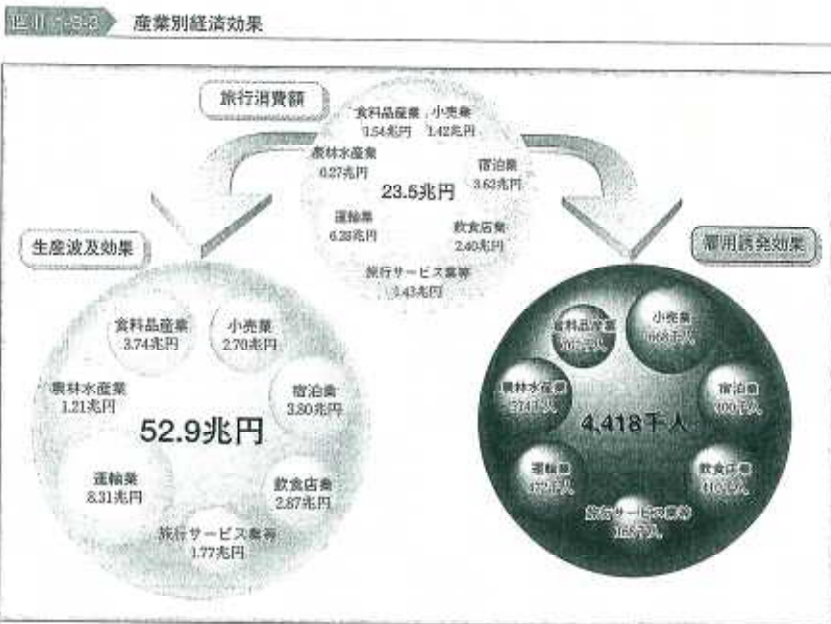 産業別経済効果
旅行消費額
食料品産業 小売業
1.54兆円 1.42兆円
農林水産業
0.27兆円
宿泊業
3.62兆円
23.5兆円
運輸業
飲食店業
2.40兆円
旅行サービス業等
1.43兆円
生産波及効果
食料品産業
3.74兆円
小売業
2.70兆円
農林水産業
1.21兆円
宿泊業
3.80兆円
52.9兆円
運輸業
8.31兆円
飲食店業
2.87兆円
旅行サービス業等
1.77兆円
雇用誘発効果
食料品産業
小売業
668千人
農林水産業
宿泊業
4,418千人
運輸業
飲食店業
旅行サービス業等